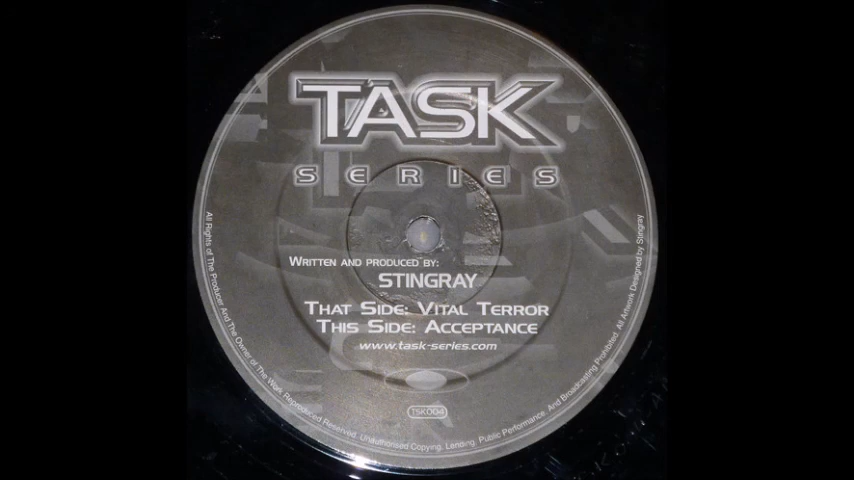 TASK
SERIES
WRITTEN AND PRODUCED BY:
STINGRAY
THAT SIDE: VITAL TERROR
THIS SIDE: ACCEPTANCE
www.task-series.com
TSK004
All Rights of The Producer And The Owner of The Work Reproduced Reserved. Unauthorised Copying, Lending, Public Performance, And Broadcasting Prohibited. All Artwork Designed by Stingray